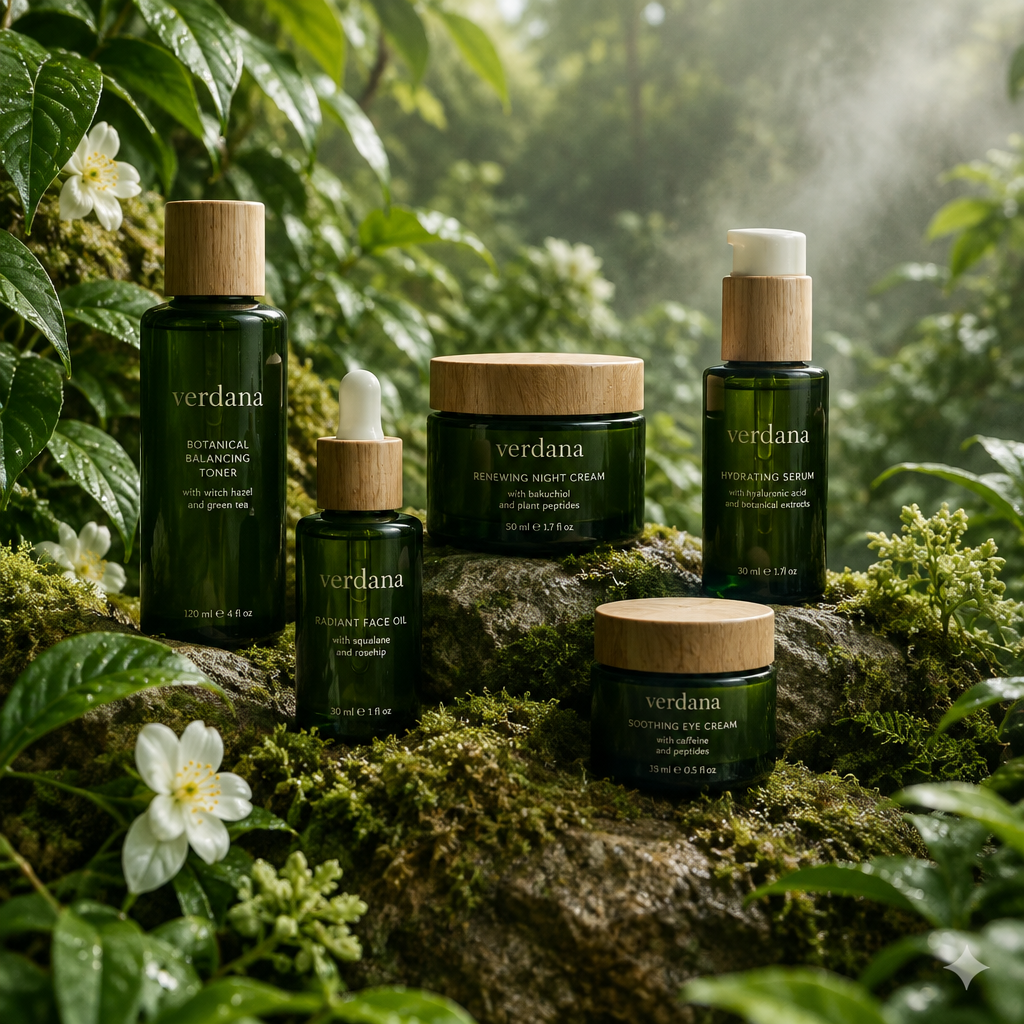 verdana
BOTANICAL
BALANCING
TONER
with witch hazel
and green tea
120 ml ℮ 4 fl oz
verdana
RADIANT FACE OIL
with squalane
and rosehip
30 ml ℮ 1 fl oz
verdana
RENEWING NIGHT CREAM
with bakuchiol
and plant peptides
50 ml ℮ 1.7 fl oz
verdana
HYDRATING SERUM
with hyaluronic acid
and botanical extracts
30 ml ℮ 1.7l oz
verdana
SOOTHING EYE CREAM
with caffeine
and peptides
15 ml ℮ 0.5 fl oz